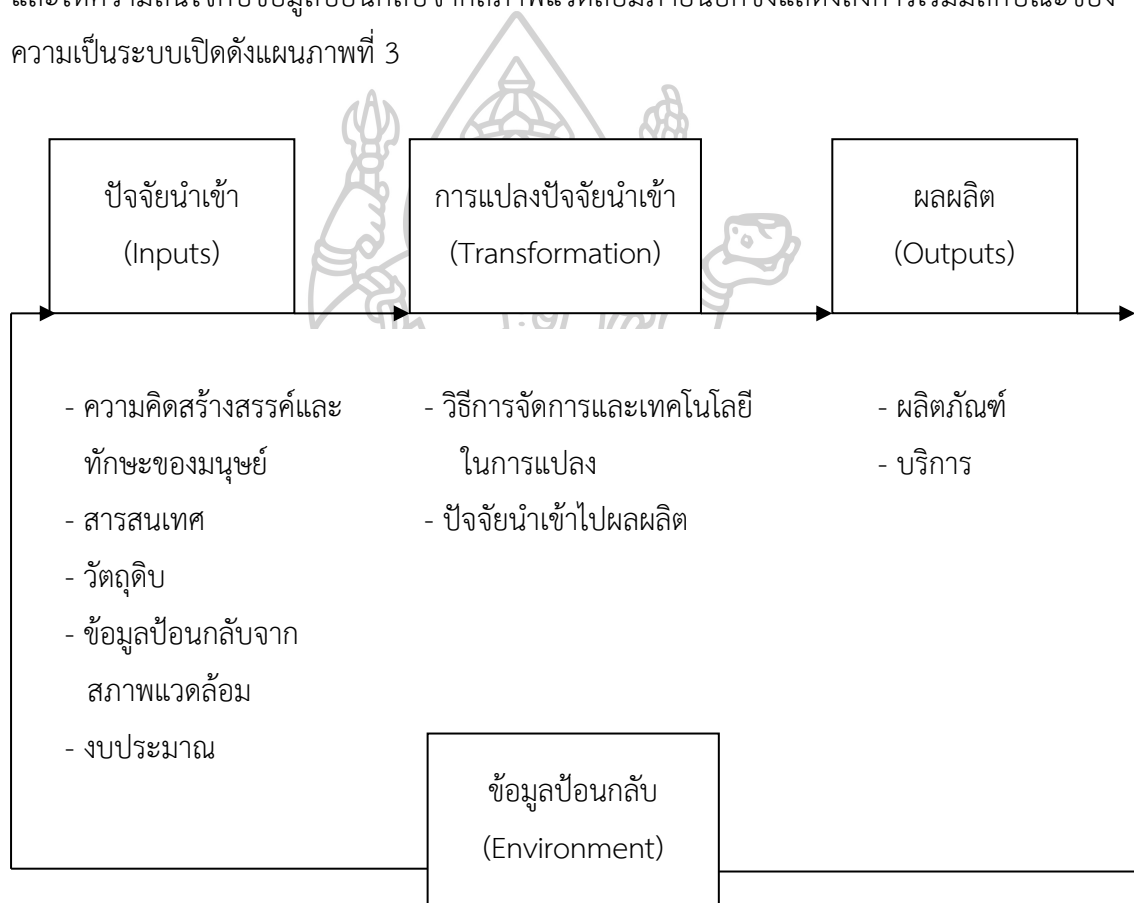 ความเป็นระบบเปิดดังแผนภาพที่ 3
ปัจจัยนำเข้า
(Inputs)
การแปลงปัจจัยนำเข้า
(Transformation)
ผลผลิต
(Outputs)
- ความคิดสร้างสรรค์และ
ทักษะของมนุษย์
- สารสนเทศ
- วัตถุดิบ
- ข้อมูลป้อนกลับจาก
สภาพแวดล้อม
- งบประมาณ
- วิธีการจัดการและเทคโนโลยี
ในการแปลง
- ปัจจัยนำเข้าไปผลผลิต
- ผลิตภัณฑ์
- บริการ
ข้อมูลป้อนกลับ
(Environment)